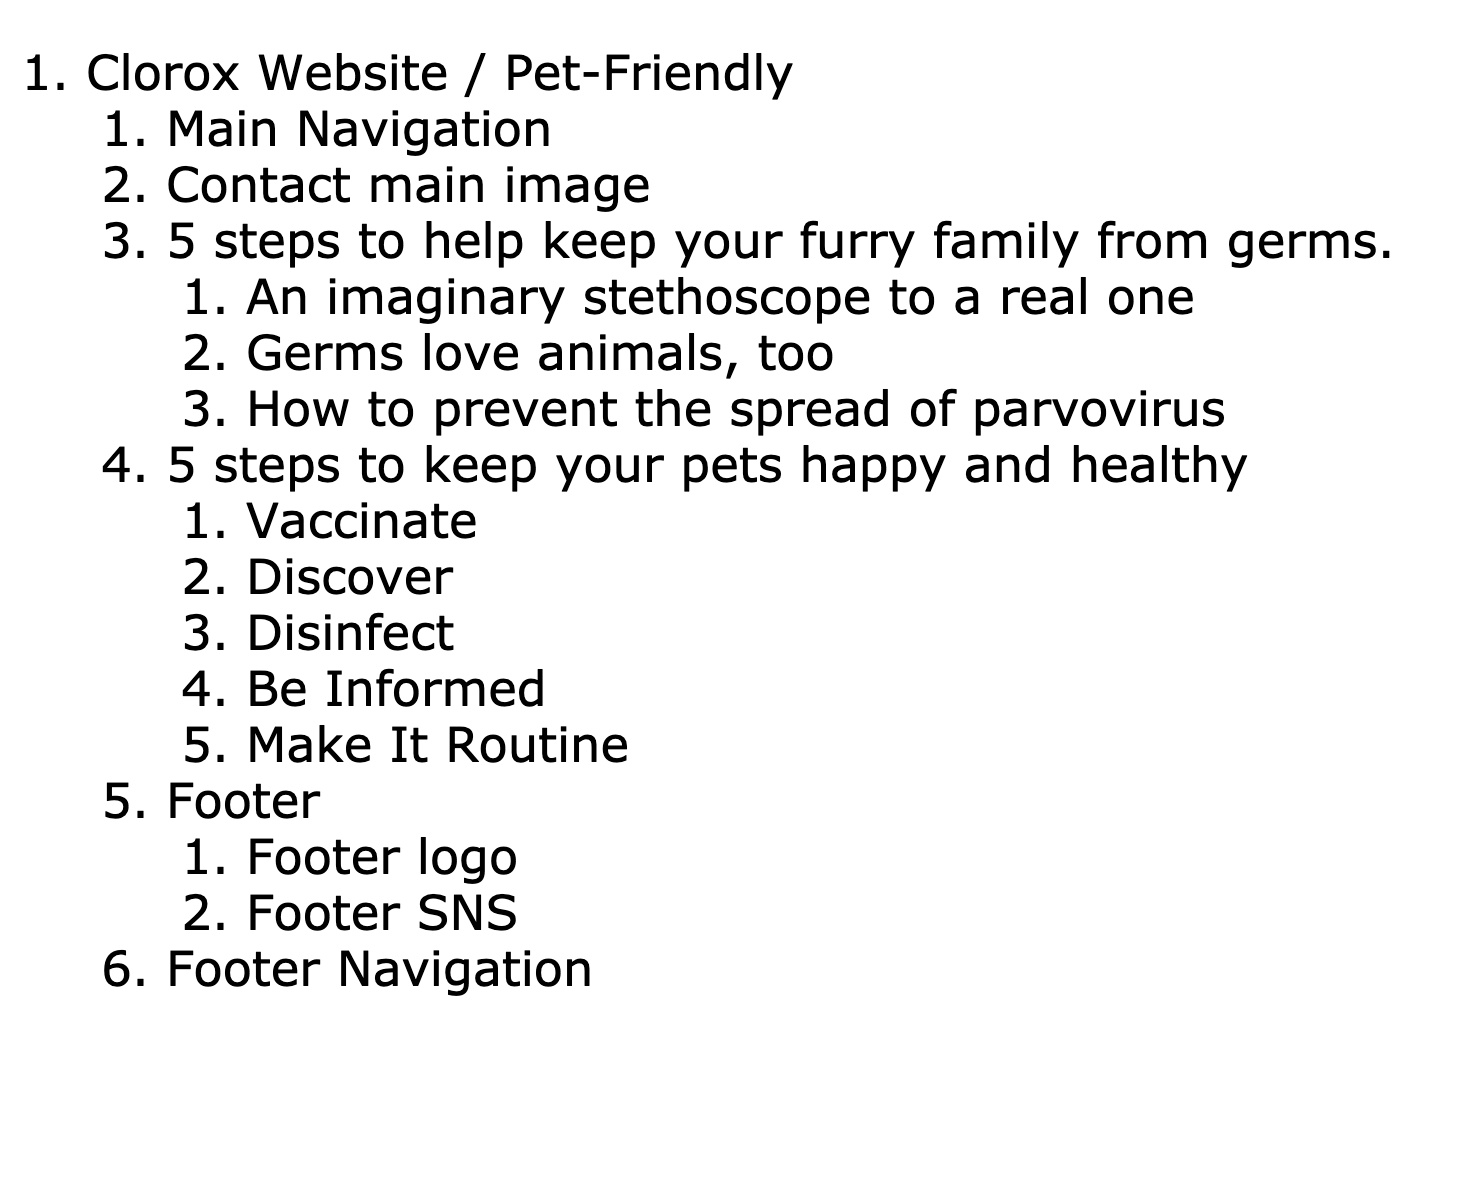 1. Clorox Website / Pet-Friendly
1. Main Navigation
2. Contact main image
3. 5 steps to help keep your furry family from germs.
1. An imaginary stethoscope to a real one
2. Germs love animals, too
3. How to prevent the spread of parvovirus
4. 5 steps to keep your pets happy and healthy
1. Vaccinate
2. Discover
3. Disinfect
4. Be Informed
5. Make It Routine
5. Footer
1. Footer logo
2. Footer SNS
6. Footer Navigation